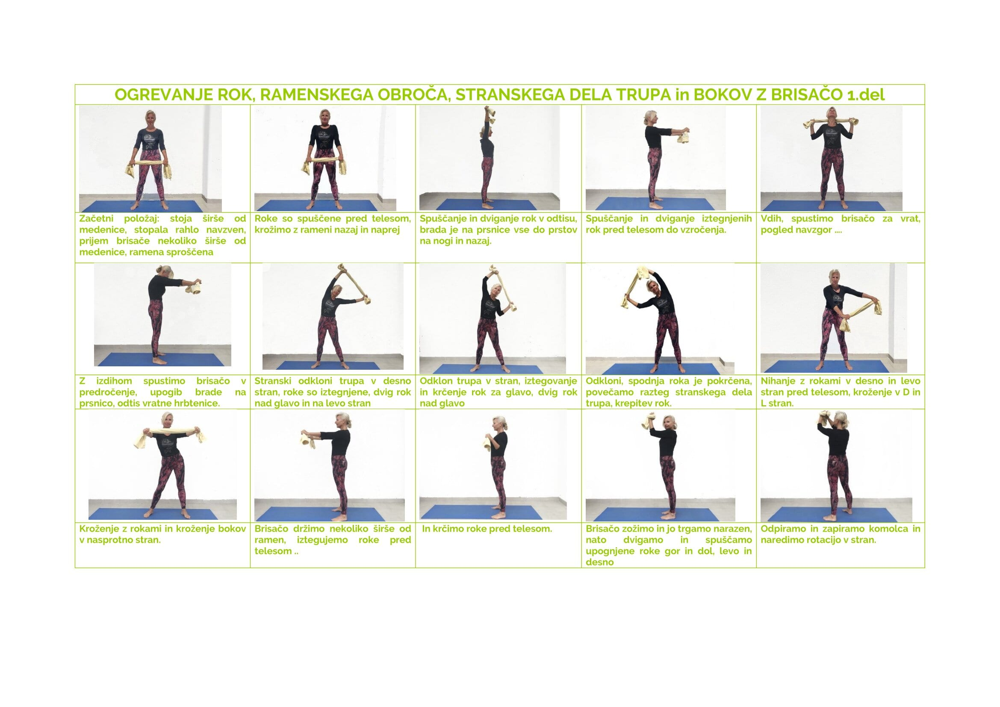 OGREVANJE ROK, RAMENSKEGA OBROČA, STRANSKEGA DELA TRUPA in BOKOV Z BRISAČO 1.del
Začetni položaj: stoja širše od
medenice, stopala rahlo navzven,
prijem brisače nekoliko širše od
medenice, ramena sproščena
Roke so spuščene pred telesom,
krožimo z rameni nazaj in naprej
Spuščanje in dviganje rok v odtisu,
brada je na prsnice vse do prstov
na nogi in nazaj.
Spuščanje in dviganje iztegnjenih
rok pred telesom do vzročenja.
Vdih, spustimo brisačo za vrat,
pogled navzgor ….
Z izdihom spustimo brisačo v
predročenje, upogib brade na
prsnico, odtis vratne hrbtenice.
Stranski odkloni trupa v desno
stran, roke so iztegnjene, dvig rok
nad glavo in na levo stran
Odklon trupa v stran, iztegovanje
in krčenje rok za glavo, dvig rok
nad glavo
Odkloni, spodnja roka je pokrčena,
povečamo razteg stranskega dela
trupa, krepitev rok.
Nihanje z rokami v desno in levo
stran pred telesom, kroženje v D in
L stran.
Kroženje z rokami in kroženje bokov
v nasprotno stran.
Brisačo držimo nekoliko širše od
ramen, iztegujemo roke pred
telesom ..
In krčimo roke pred telesom.
Brisačo zožimo in jo trgamo narazen,
nato dvigamo in spuščamo
upognjene roke gor in dol, levo in
desno
Odpiramo in zapiramo komolca in
naredimo rotacijo v stran.